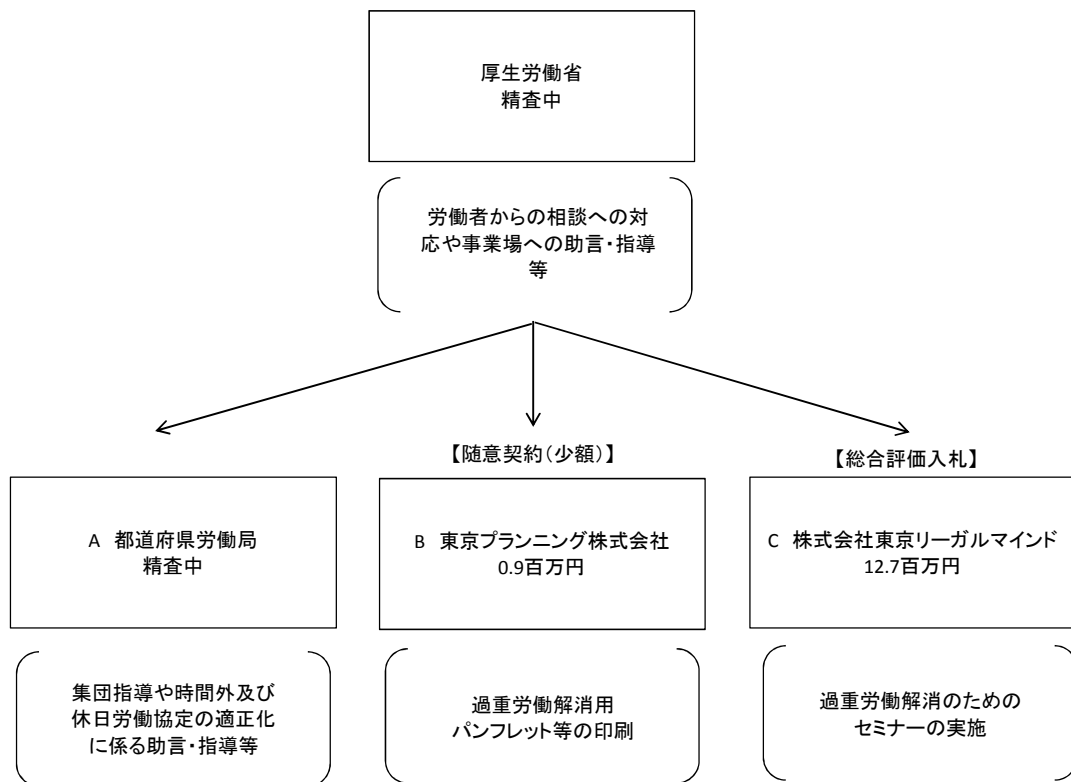 厚生労働省
精査中
労働者からの相談への対
応や事業場への助言・指導
等
【随意契約（少額）】
【総合評価入札】
A 都道府県労働局
精査中
B 東京プランニング株式会社
0.9百万円
C 株式会社東京リーガルマインド
12.7百万円
集団指導や時間外及び
休日労働協定の適正化
に係る助言・指導等
過重労働解消用
パンフレット等の印刷
過重労働解消のための
セミナーの実施